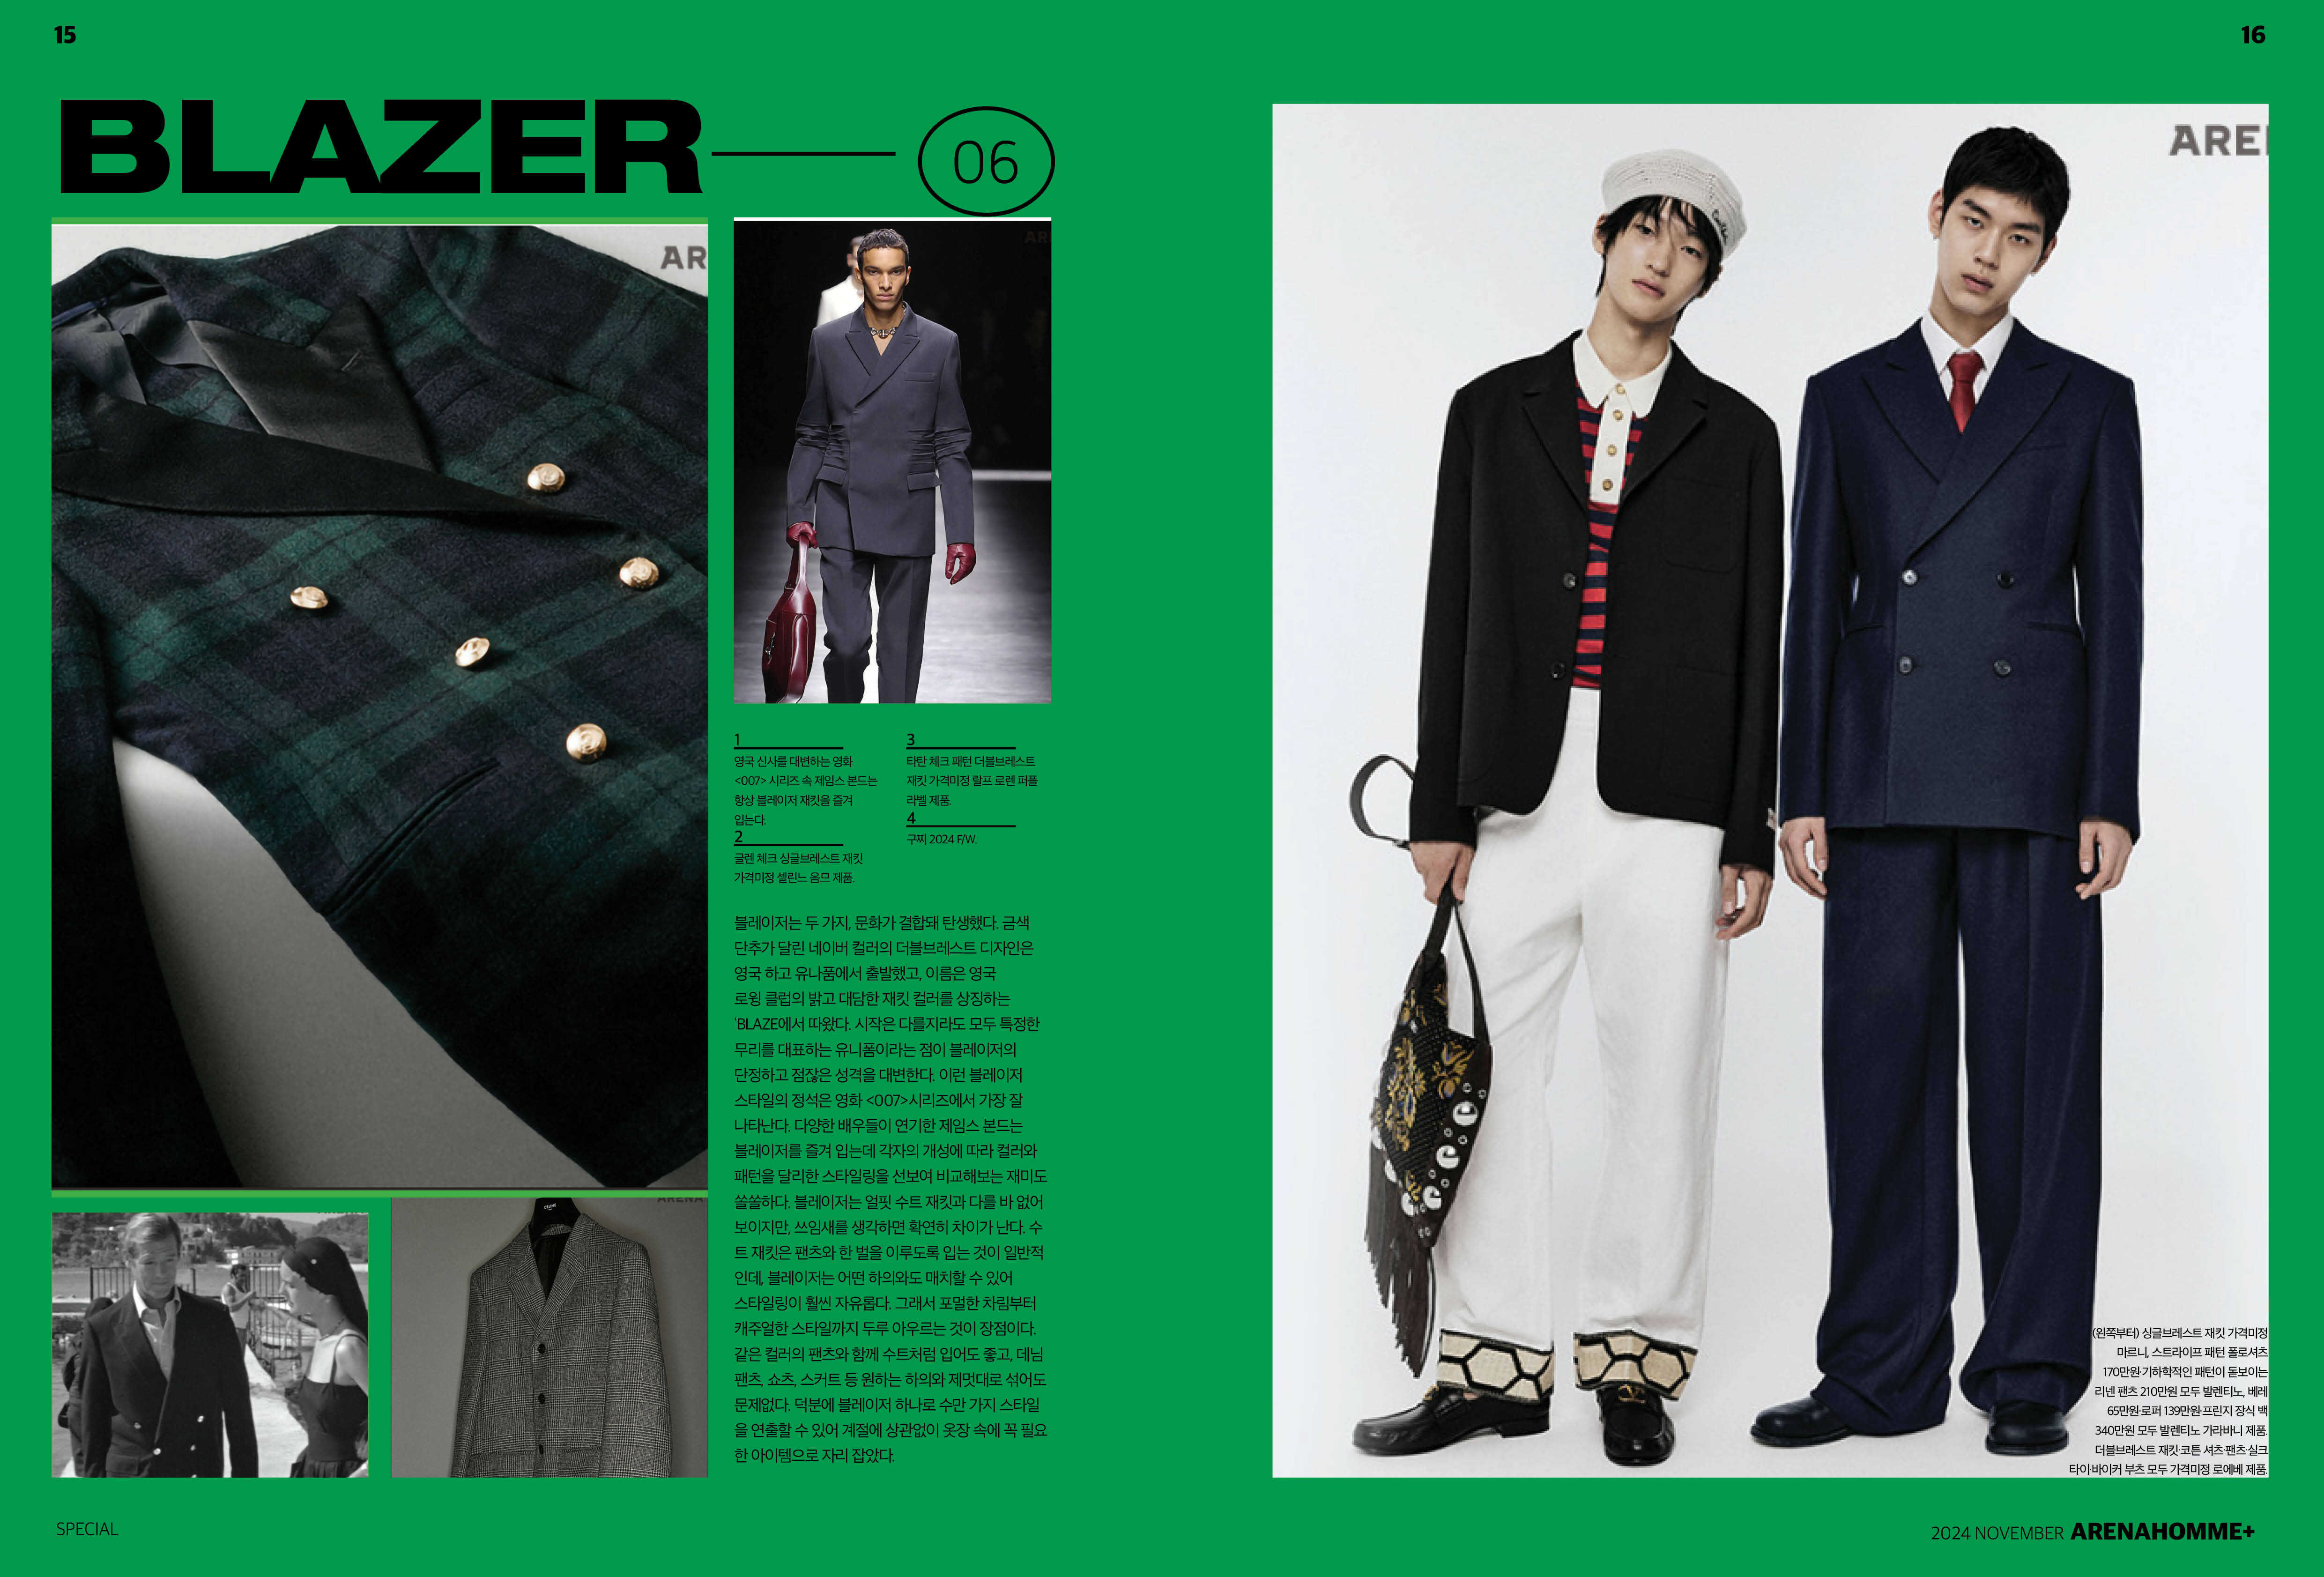 15
16
BLAZER
06
AR
AR
AREI
1
영국 신사를 대변하는 영화
<007> 시리즈 속 제임스 본드는
항상 블레이저 재킷을 즐겨
입는다.
2
글렌 체크 싱글브레스트 재킷
가격미정 셀린느 옴므 제품.
3
타탄 체크 패턴 더블브레스트
재킷 가격미정 랄프 로렌 퍼플
라벨 제품.
4
구찌 2024 F/W.
블레이저는 두 가지, 문화가 결합돼 탄생했다. 금색
단추가 달린 네이버 컬러의 더블브레스트 디자인은
영국 하고 유나품에서 출발했고, 이름은 영국
로윙 클럽의 밝고 대담한 재킷 컬러를 상징하는
'BLAZE에서 따왔다. 시작은 다를지라도 모두 특정한
무리를 대표하는 유니폼이라는 점이 블레이저의
단정하고 점잖은 성격을 대변한다. 이런 블레이저
스타일의 정석은 영화 <007>시리즈에서 가장 잘
나타난다. 다양한 배우들이 연기한 제임스 본드는
블레이저를 즐겨 입는데 각자의 개성에 따라 컬러와
패턴을 달리한 스타일링을 선보여 비교해보는 재미도
쏠쏠하다. 블레이저는 얼핏 수트 재킷과 다를 바 없어
보이지만, 쓰임새를 생각하면 확연히 차이가 난다. 수
트 재킷은 팬츠와 한 벌을 이루도록 입는 것이 일반적
인데, 블레이저는 어떤 하의와도 매치할 수 있어
스타일링이 훨씬 자유롭다. 그래서 포멀한 차림부터
캐주얼한 스타일까지 두루 아우르는 것이 장점이다.
같은 컬러의 팬츠와 함께 수트처럼 입어도 좋고, 데님
팬츠, 쇼츠, 스커트 등 원하는 하의와 제멋대로 섞어도
문제없다. 덕분에 블레이저 하나로 수만 가지 스타일
을 연출할 수 있어 계절에 상관없이 옷장 속에 꼭 필요
한 아이템으로 자리 잡았다.
ARENA
CELINE
(왼쪽부터) 싱글브레스트 재킷 가격미정
마르니, 스트라이프 패턴 폴로셔츠
170만원·기하학적인 패턴이 돋보이는
리넨 팬츠 210만원 모두 발렌티노, 베레
65만원·로퍼 139만원·프린지 장식 백
340만원 모두 발렌티노 가라바니 제품.
더블브레스트 재킷·코튼 셔츠·팬츠·실크
타이·바이커 부츠 모두 가격미정 로에베 제품.
SPECIAL
2024 NOVEMBER ARENAHOMME+